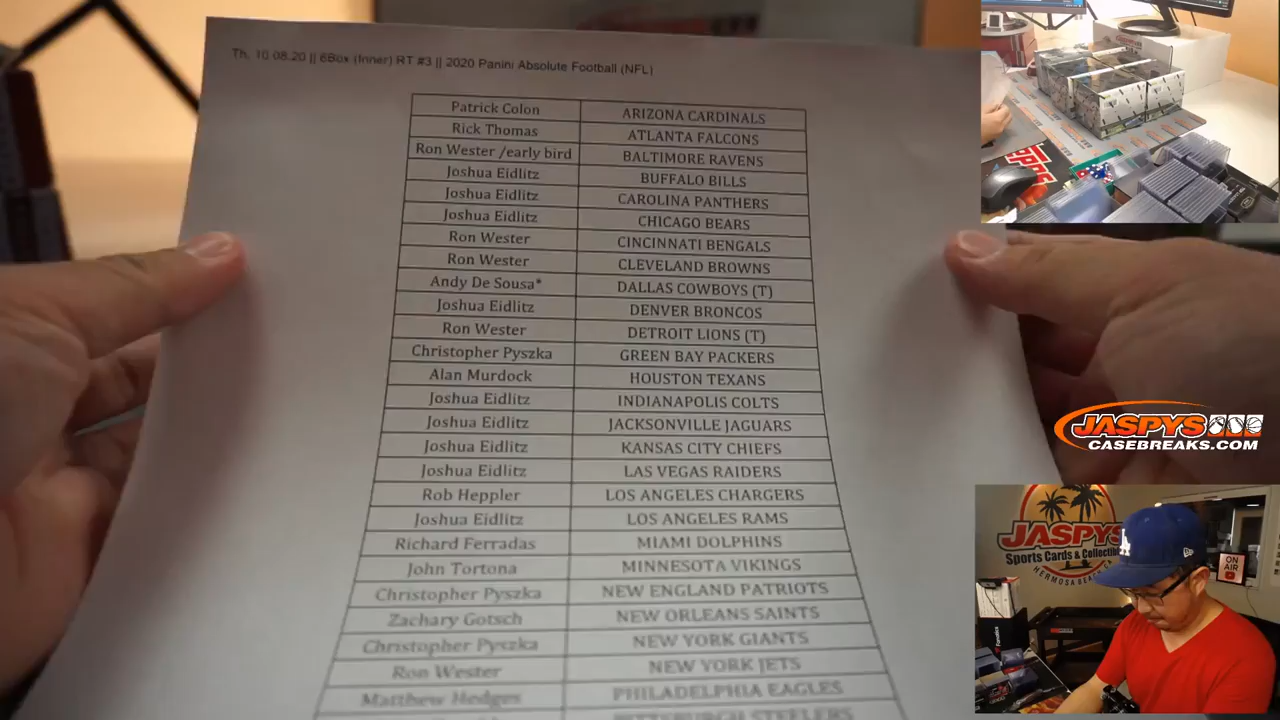 Th. 10.08.20 || 6Box (Inner) RT #3 || 2020 Panini Absolute Football (NFL)
Patrick Colon ARIZONA CARDINALS
Rick Thomas ATLANTA FALCONS
Ron Wester /early bird BALTIMORE RAVENS
Joshua Eidlitz BUFFALO BILLS
Joshua Eidlitz CAROLINA PANTHERS
Joshua Eidlitz CHICAGO BEARS
Ron Wester CINCINNATI BENGALS
Ron Wester CLEVELAND BROWNS
Andy De Sousa* DALLAS COWBOYS (T)
Joshua Eidlitz DENVER BRONCOS
Ron Wester DETROIT LIONS (T)
Christopher Pyszka GREEN BAY PACKERS
Alan Murdock HOUSTON TEXANS
Joshua Eidlitz INDIANAPOLIS COLTS
Joshua Eidlitz JACKSONVILLE JAGUARS
Joshua Eidlitz KANSAS CITY CHIEFS
Joshua Eidlitz LAS VEGAS RAIDERS
Rob Heppler LOS ANGELES CHARGERS
Joshua Eidlitz LOS ANGELES RAMS
Richard Ferradas MIAMI DOLPHINS
John Tortona MINNESOTA VIKINGS
Christopher Pyszka NEW ENGLAND PATRIOTS
Zachary Gotsch NEW ORLEANS SAINTS
Christopher Pyszka NEW YORK GIANTS
Ron Wester NEW YORK JETS
Matthew Hedges PHILADELPHIA EAGLES
PITTSBURGH STEELERS
TOPPS
JASPYS
CASEBREAKS.COM
JASPYS
Sports Cards & Collectibl
HERMOSA BEACH
ON
AIR
LA